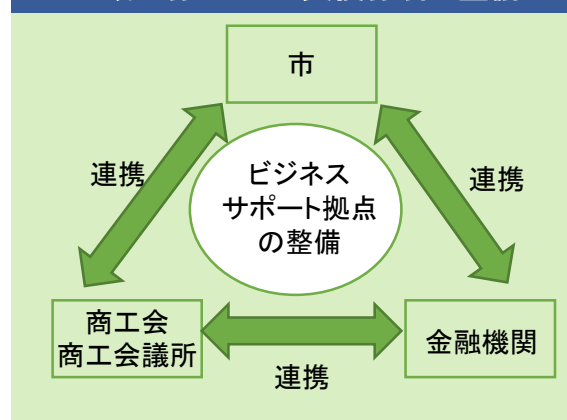 市
連携
連携
ビジネス
サポート拠点
の整備
商工会
商工会議所
金融機関
連携